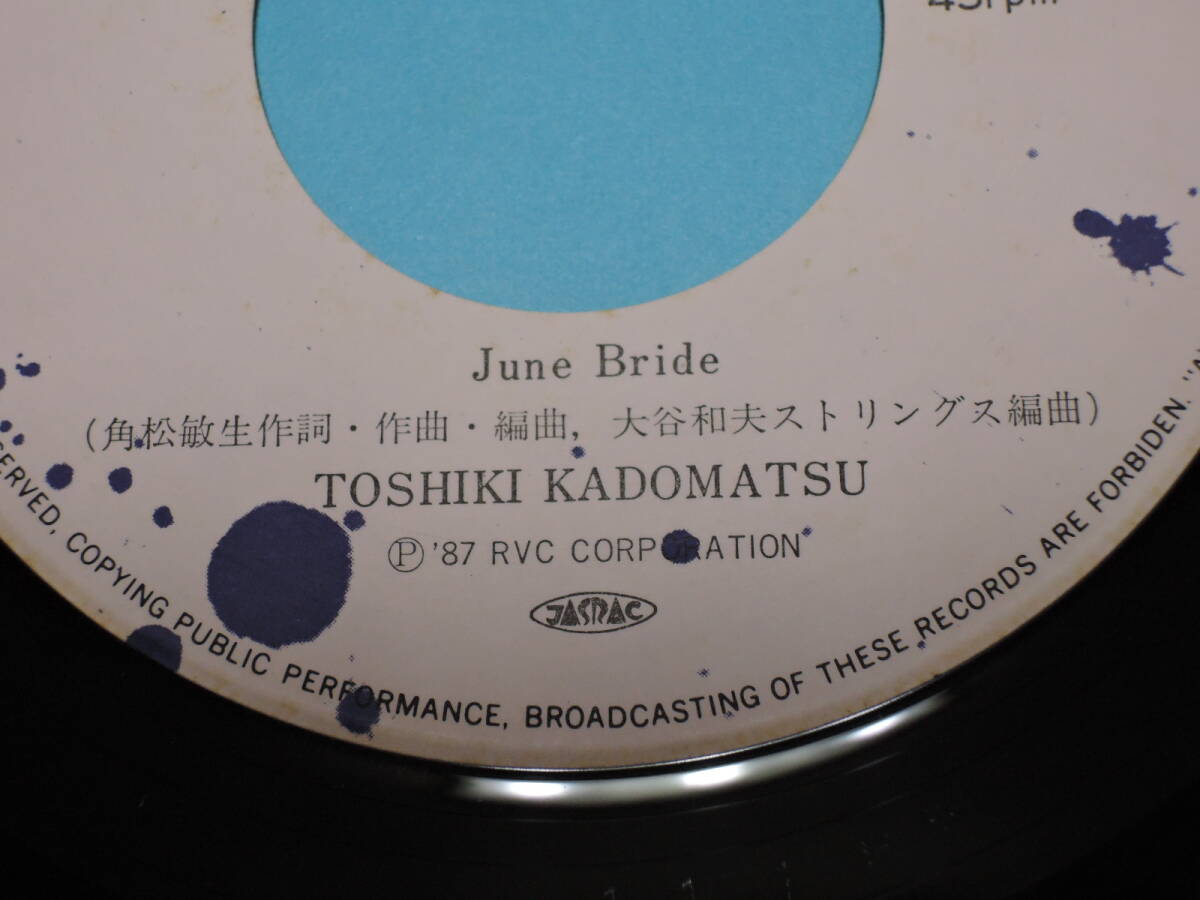 45rpm
June Bride
(角松敏生作詞・作曲・編曲, 大谷和夫ストリングス編曲)
TOSHIKI KADOMATSU
Ⓟ '87 RVC CORPORATION
JASRAC
COPYING PUBLIC PERFORMANCE, BROADCASTING OF THESE RECORDS ARE FORBIDDEN.